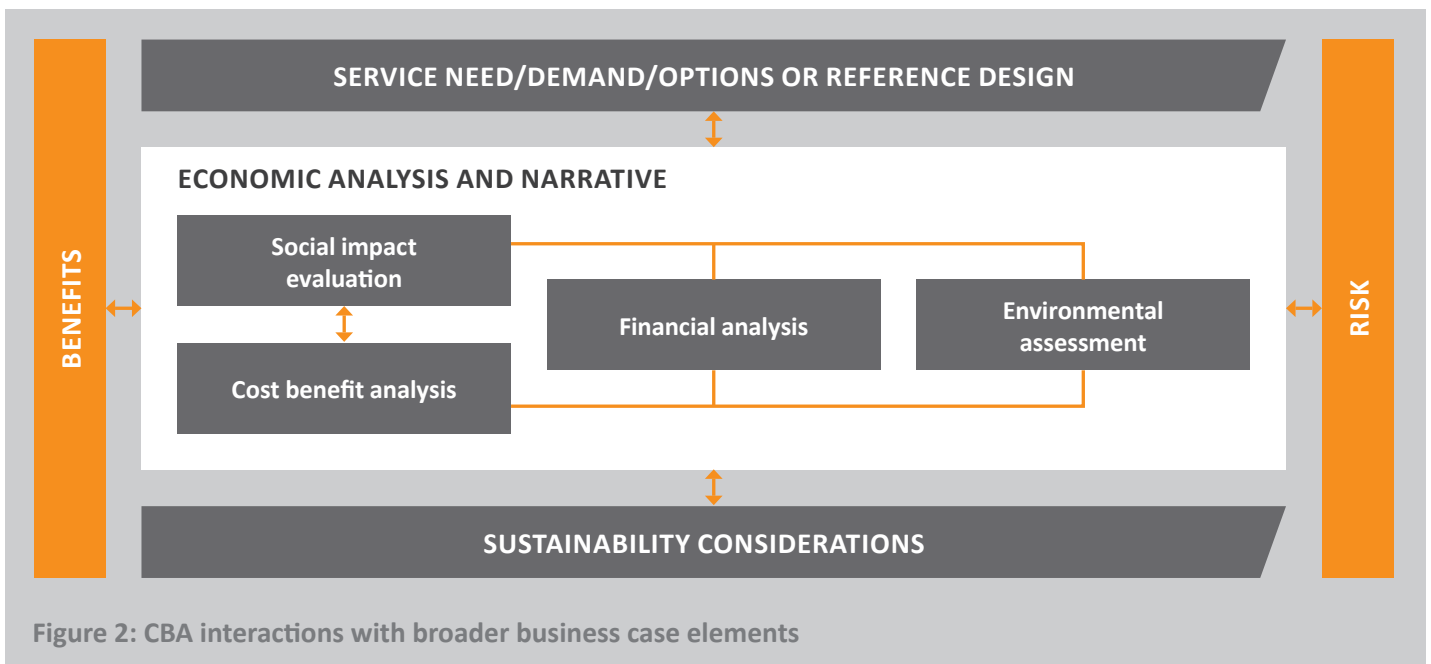 SERVICE NEED/DEMAND/OPTIONS OR REFERENCE DESIGN
BENEFITS
ECONOMIC ANALYSIS AND NARRATIVE
Social impact
evaluation
Financial analysis
Environmental
assessment
Cost benefit analysis
RISK
SUSTAINABILITY CONSIDERATIONS
Figure 2: CBA interactions with broader business case elements